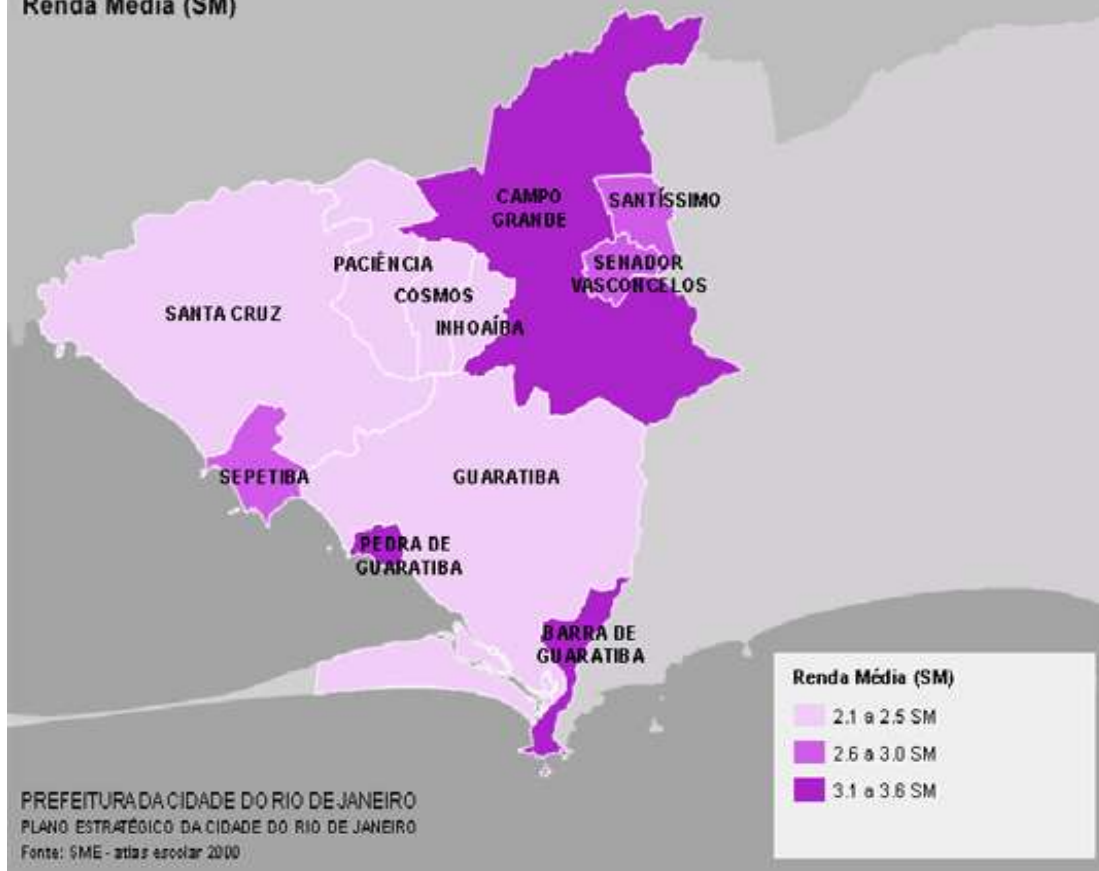 Renda Média (SM)
CAMPO
GRANDE
SANTÍSSIMO
SENADOR
VASCONCELOS
PACIÊNCIA
COSMOS
INHOAÍBA
SANTA CRUZ
SEPETIBA
GUARATIBA
PEDRA DE
GUARATIBA
BARRA DE
GUARATIBA
Renda Média (SM)
2.1 a 2.5 SM
2.6 a 3.0 SM
3.1 a 3.6 SM
PREFEITURA DA CIDADE DO RIO DE JANEIRO
PLANO ESTRATÉGICO DA CIDADE DO RIO DE JANEIRO
Fonte: SME - atlas escolar 2000